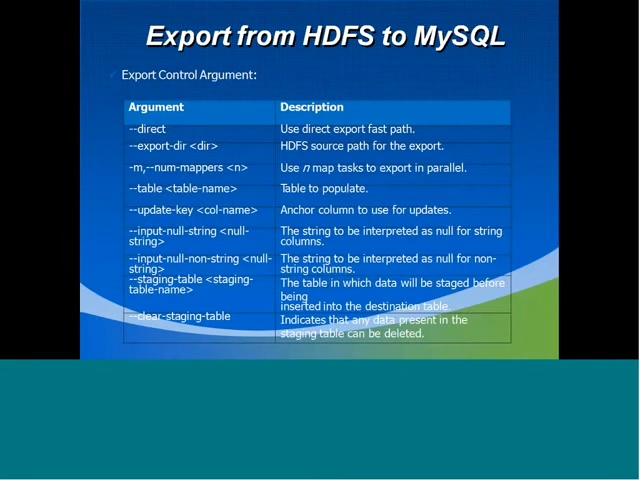 Export from HDFS to MySQL
Export Control Argument:
Argument Description
--direct Use direct export fast path.
--export-dir <dir> HDFS source path for the export.
-m,--num-mappers <n> Use n map tasks to export in parallel.
--table <table-name> Table to populate.
--update-key <col-name> Anchor column to use for updates.
--input-null-string <null-
string>
The string to be interpreted as null for string
columns.
--input-null-non-string <null-
string>
The string to be interpreted as null for non-
string columns.
--staging-table <staging-
table-name>
The table in which data will be staged before
being
inserted into the destination table.
--clear-staging-table
Indicates that any data present in the
staging table can be deleted.